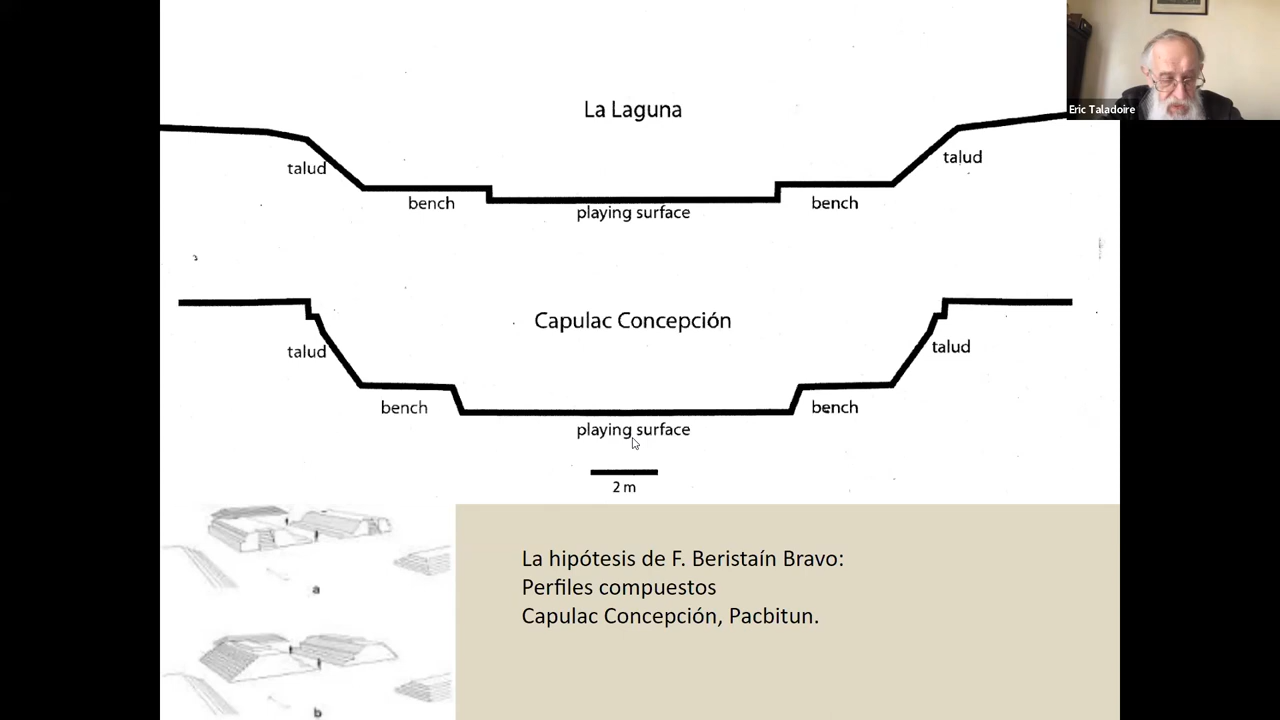 La Laguna
Eric Taladoire
talud
talud
bench
playing surface
bench
Capulac Concepción
talud
talud
bench
bench
playing surface
2 m
a
b
La hipótesis de F. Beristaín Bravo:
Perfiles compuestos
Capulac Concepción, Pacbitun.